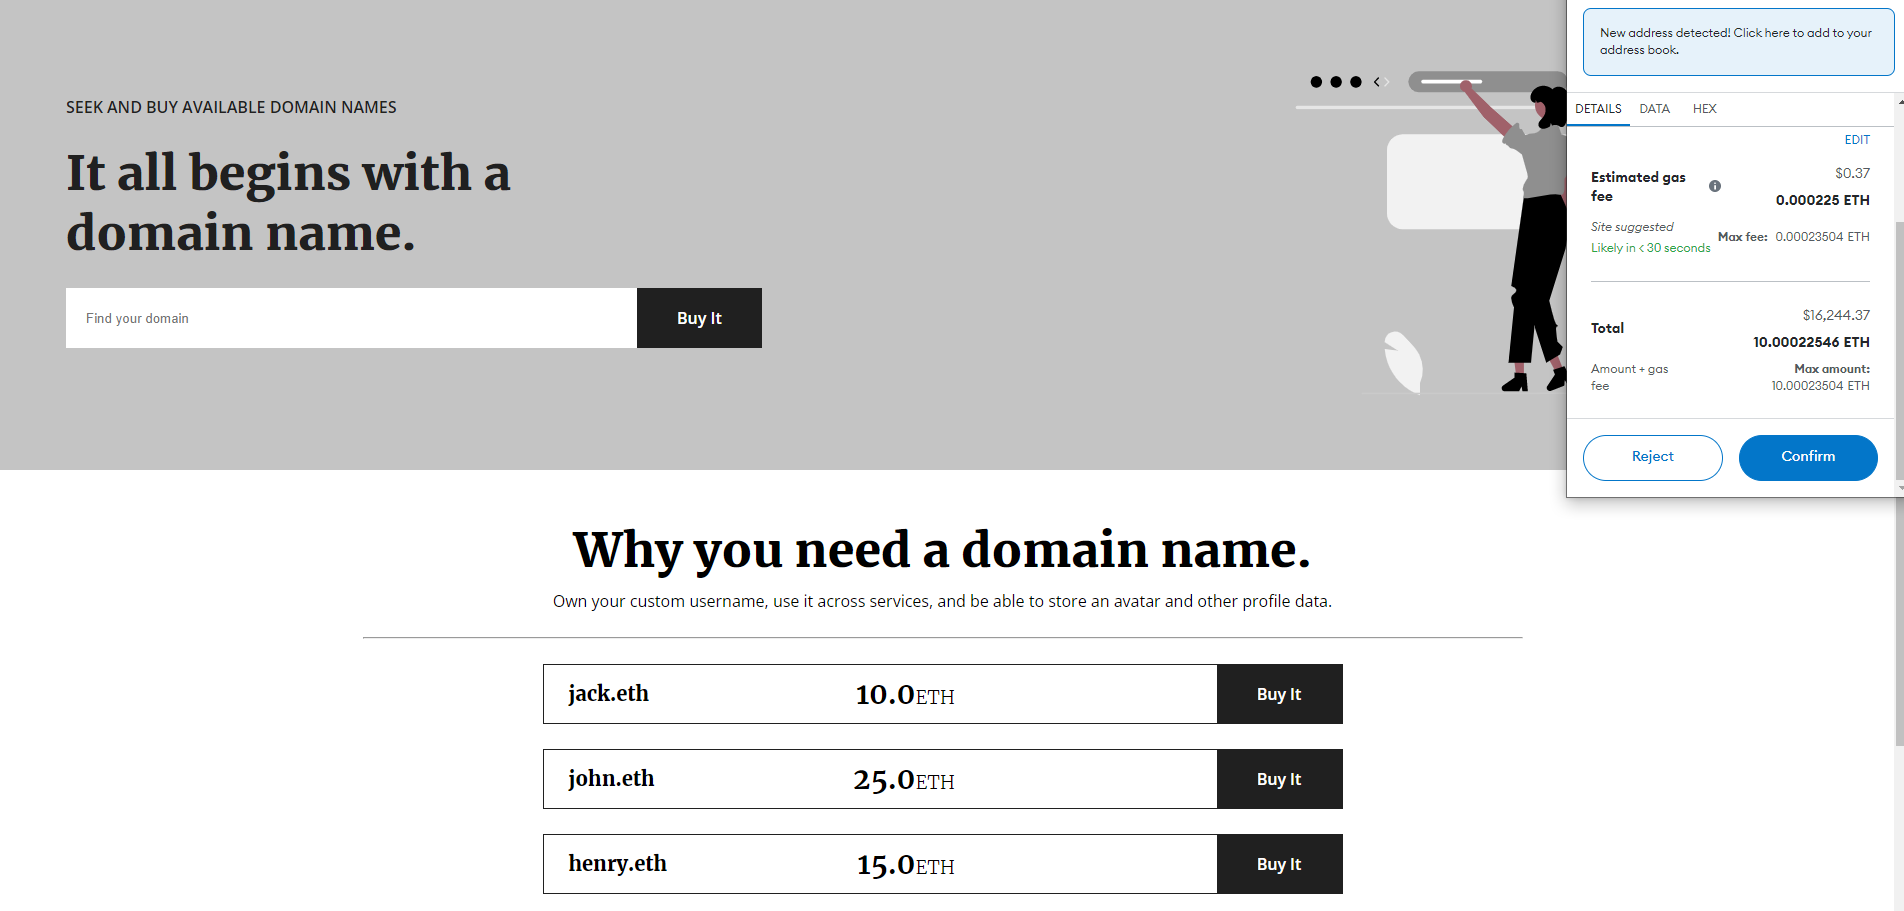 SEEK AND BUY AVAILABLE DOMAIN NAMES
It all begins with a
domain name.
Find your domain
Buy It
New address detected! Click here to add to your
address book.
DETAILS DATA HEX
EDIT
Estimated gas
fee
$0.37
0.000225 ETH
Site suggested
Likely in < 30 seconds
Max fee: 0.00023504 ETH
Total
$16,244.37
10.00022546 ETH
Amount + gas
fee
Max amount:
10.00023504 ETH
Reject
Confirm
Why you need a domain name.
Own your custom username, use it across services, and be able to store an avatar and other profile data.
jack.eth 10.0ETH Buy It
john.eth 25.0ETH Buy It
henry.eth 15.0ETH Buy It